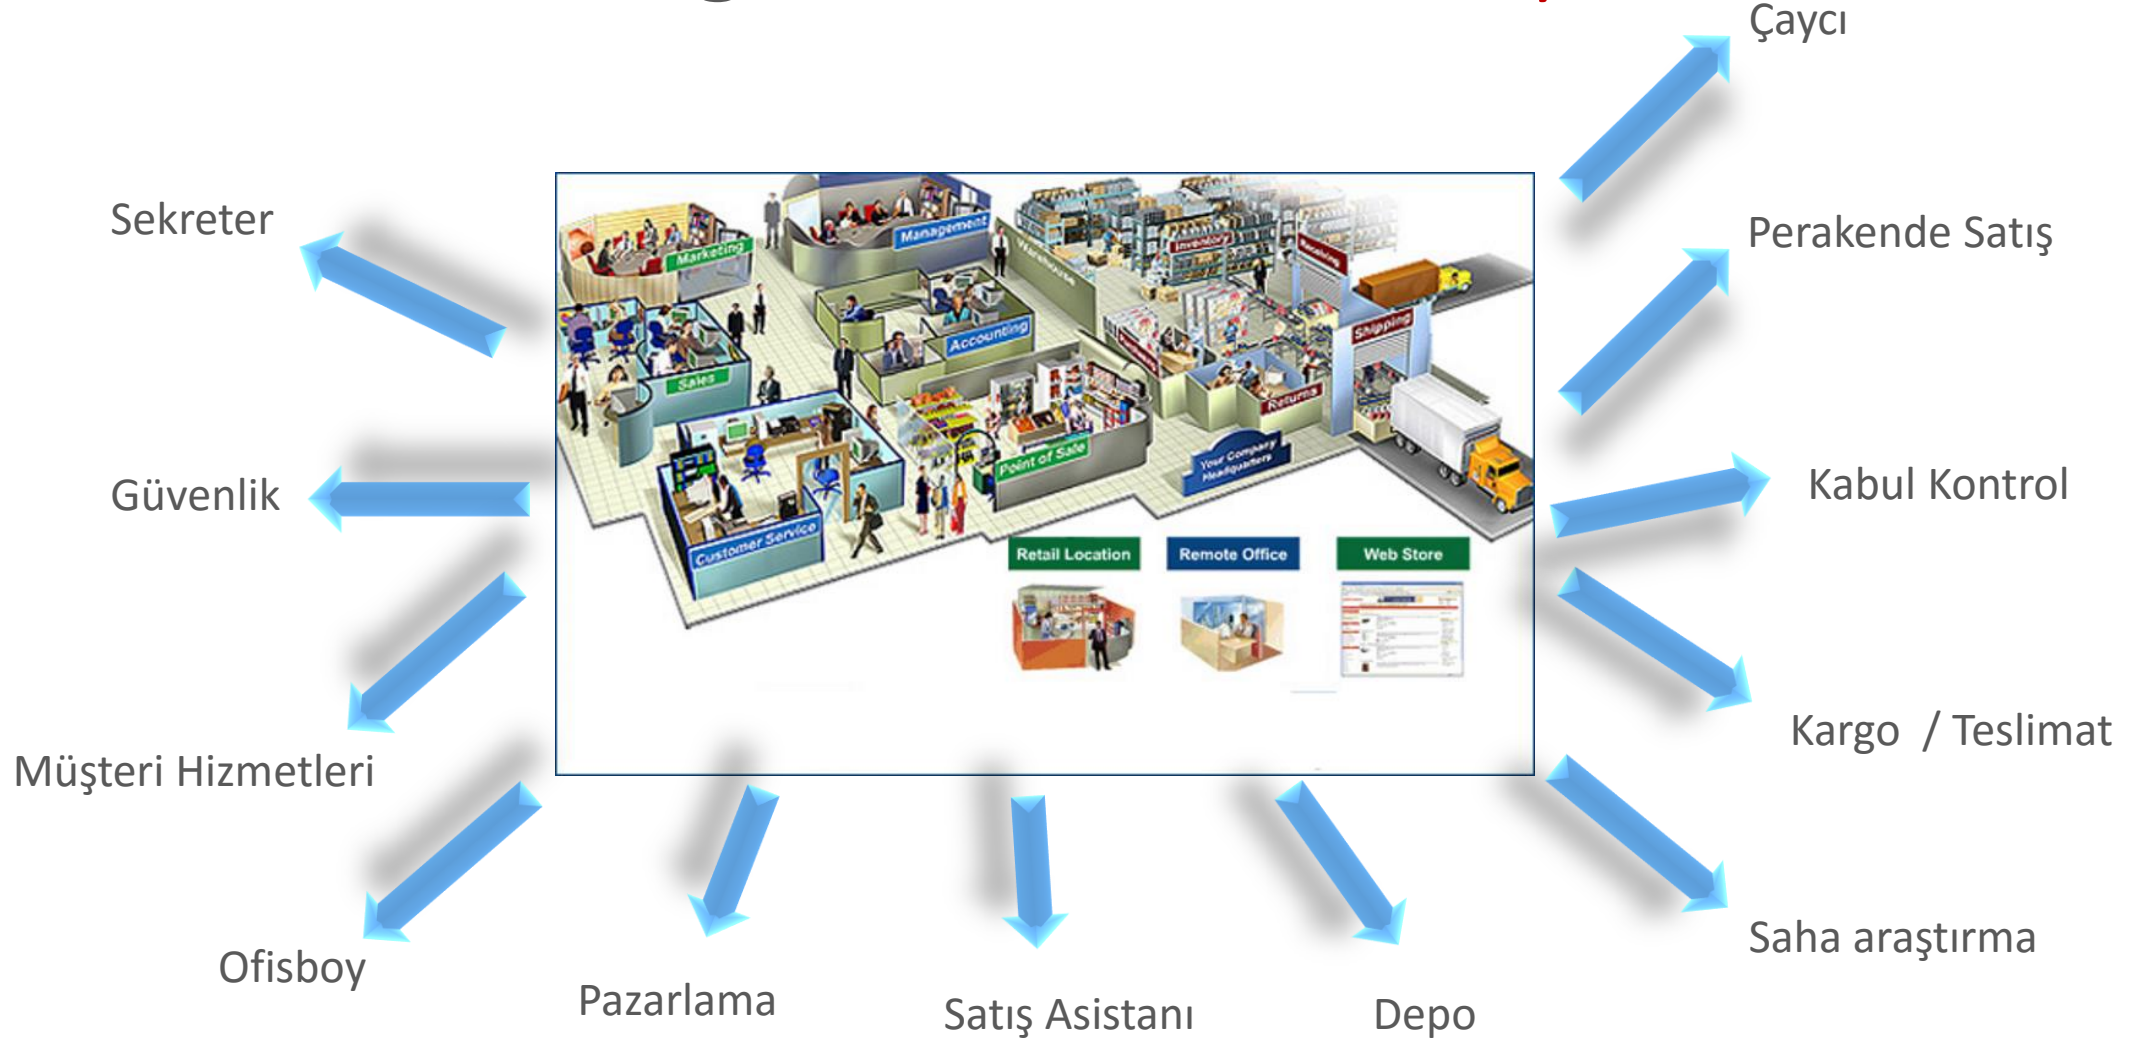 Çaycı
Sekreter
Perakende Satış
Güvenlik
Kabul Kontrol
Müşteri Hizmetleri
Kargo / Teslimat
Ofisboy
Saha araştırma
Pazarlama
Satış Asistanı
Depo
Marketing
Management
Warehouse
Inventory
Receiving
Accounting
Shipping
Sales
Returns
Point of Sale
Your Company
Headquarters
Customer Service
Retail Location
Remote Office
Web Store